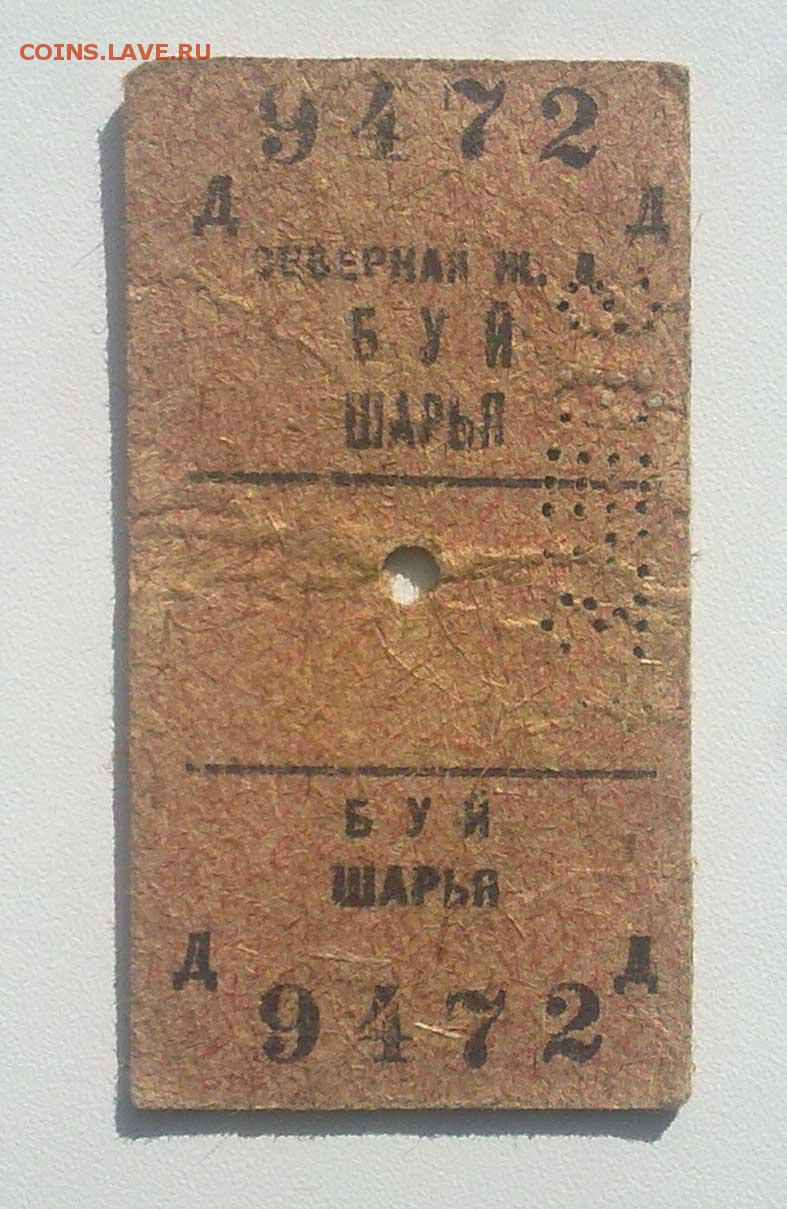 COINS.LAVE.RU
9472
Д Д
СЕВЕРНАЯ Ж. Д.
БУЙ
ШАРЬЯ
БУЙ
ШАРЬЯ
Д Д
9472